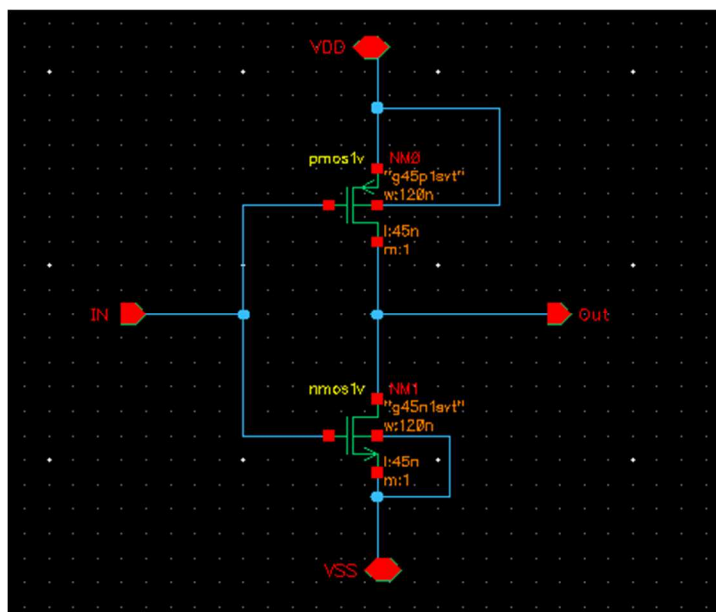 VDD
pmos1v NM0
"g45p1svt"
w:120n
l:45n
m:1
IN
Out
nmos1v NM1
"g45n1svt"
w:120n
l:45n
m:1
VSS